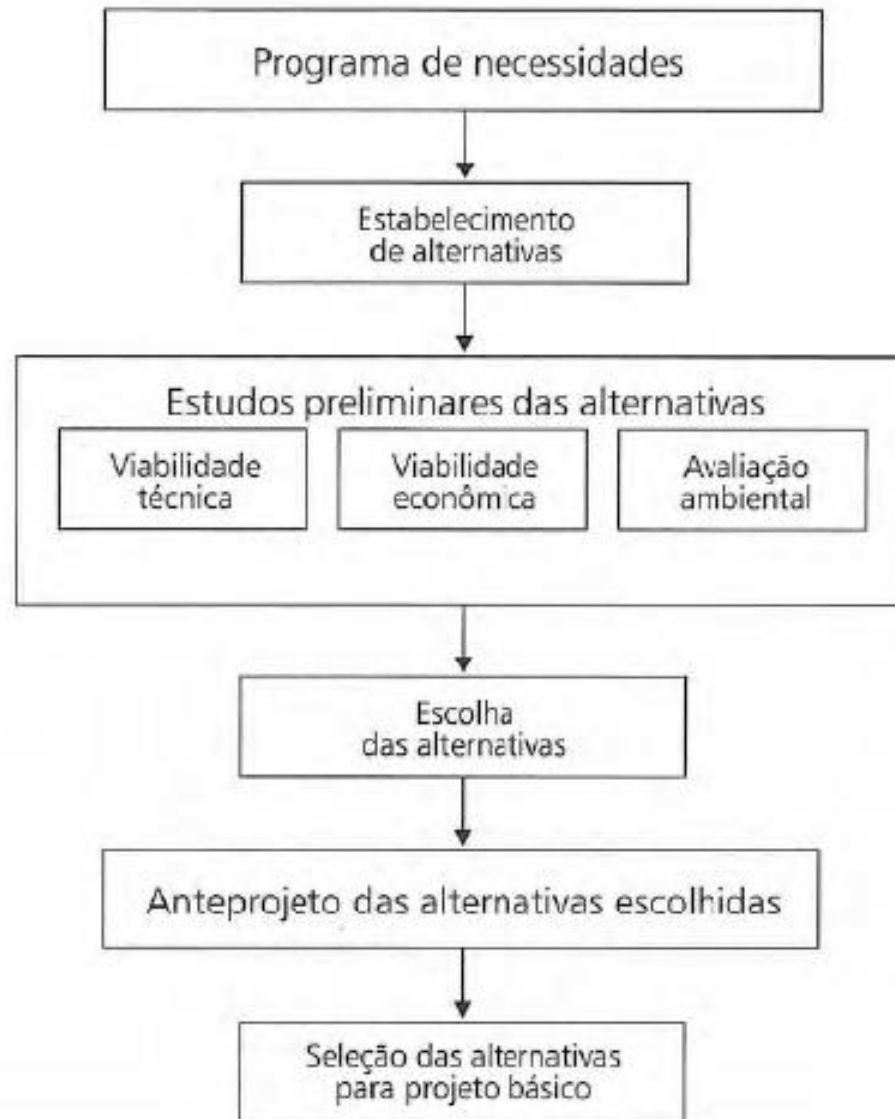 Programa de necessidades
Estabelecimento
de alternativas
Estudos preliminares das alternativas
Viabilidade
técnica
Viabilidade
econômica
Avaliação
ambiental
Escolha
das alternativas
Anteprojeto das alternativas escolhidas
Seleção das alternativas
para projeto básico